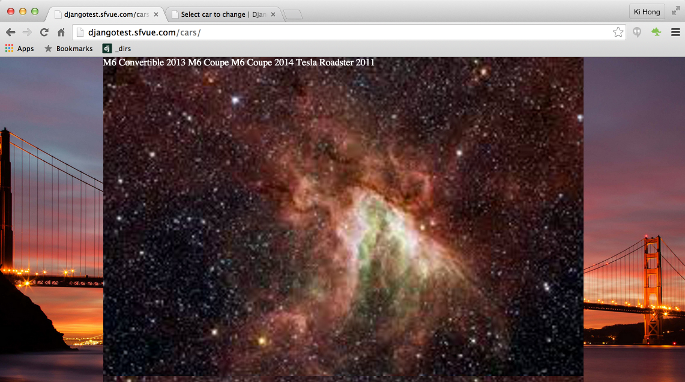 djangotest.sfvue.com/cars
Select car to change | Djan
Ki Hong
djangotest.sfvue.com/cars/
Apps
Bookmarks
_dirs
M6 Convertible 2013 M6 Coupe M6 Coupe 2014 Tesla Roadster 2011